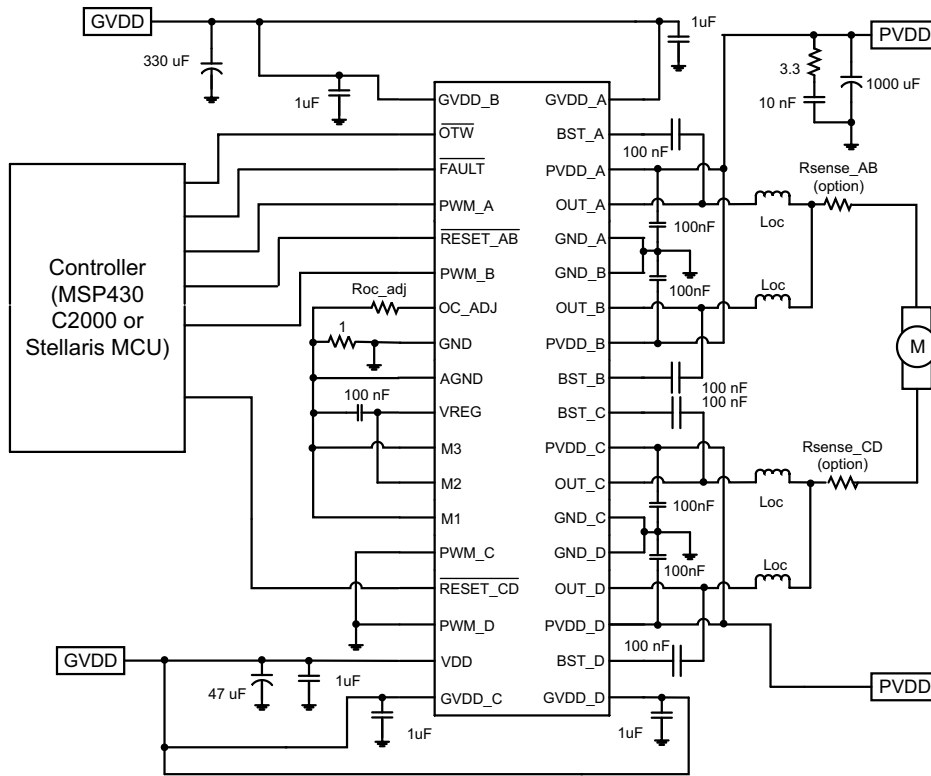 GVDD
330 uF
1uF
1uF
PVDD
3.3
10 nF
1000 uF
Controller
(MSP430
C2000 or
Stellaris MCU)
GVDD_B
OTW
FAULT
PWM_A
RESET_AB
PWM_B
OC_ADJ
GND
AGND
VREG
M3
M2
M1
PWM_C
RESET_CD
PWM_D
VDD
GVDD_C
GVDD_A
BST_A
PVDD_A
OUT_A
GND_A
GND_B
OUT_B
PVDD_B
BST_B
BST_C
PVDD_C
OUT_C
GND_C
GND_D
OUT_D
PVDD_D
BST_D
GVDD_D
Roc_adj
1
100 nF
100 nF
100nF
100nF
100 nF
100 nF
100nF
100nF
100 nF
Loc
Loc
Loc
Loc
Rsense_AB
(option)
M
Rsense_CD
(option)
GVDD
47 uF
1uF
1uF
1uF
PVDD